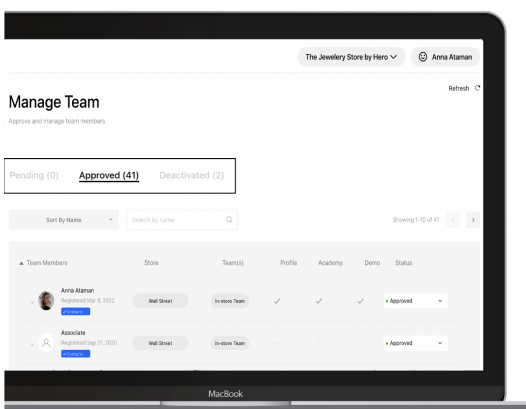 The Jewelery Store by Hero
Anna Ataman
Refresh
Manage Team
Approve and manage team members
Pending (0) Approved (41) Deactivated (2)
Sort By Name
Search by name
Showing 1-10 of 41
Team Members Store Team(s) Profile Academy Demo Status
Anna Ataman
Registered Mar 9, 2022
Wall Street In-store Team Approved
Associate
Registered Sep 21, 2020
Wall Street In-store Team Approved
MacBook